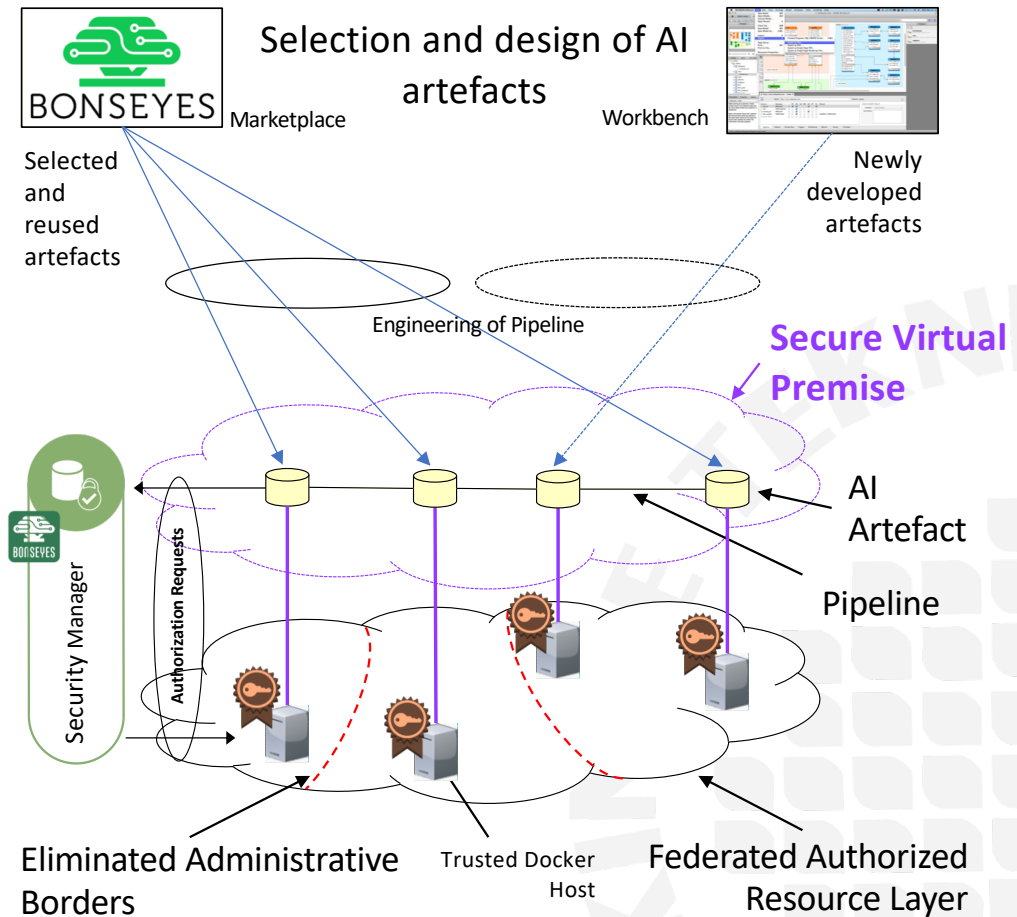 Selection and design of AI
artefacts
BONSEYES
Marketplace
Workbench
Selected
and
reused
artefacts
Newly
developed
artefacts
Engineering of Pipeline
Secure Virtual
Premise
AI
Artefact
Pipeline
BONSEYES
Security Manager
Authorization Requests
Eliminated Administrative
Borders
Trusted Docker
Host
Federated Authorized
Resource Layer